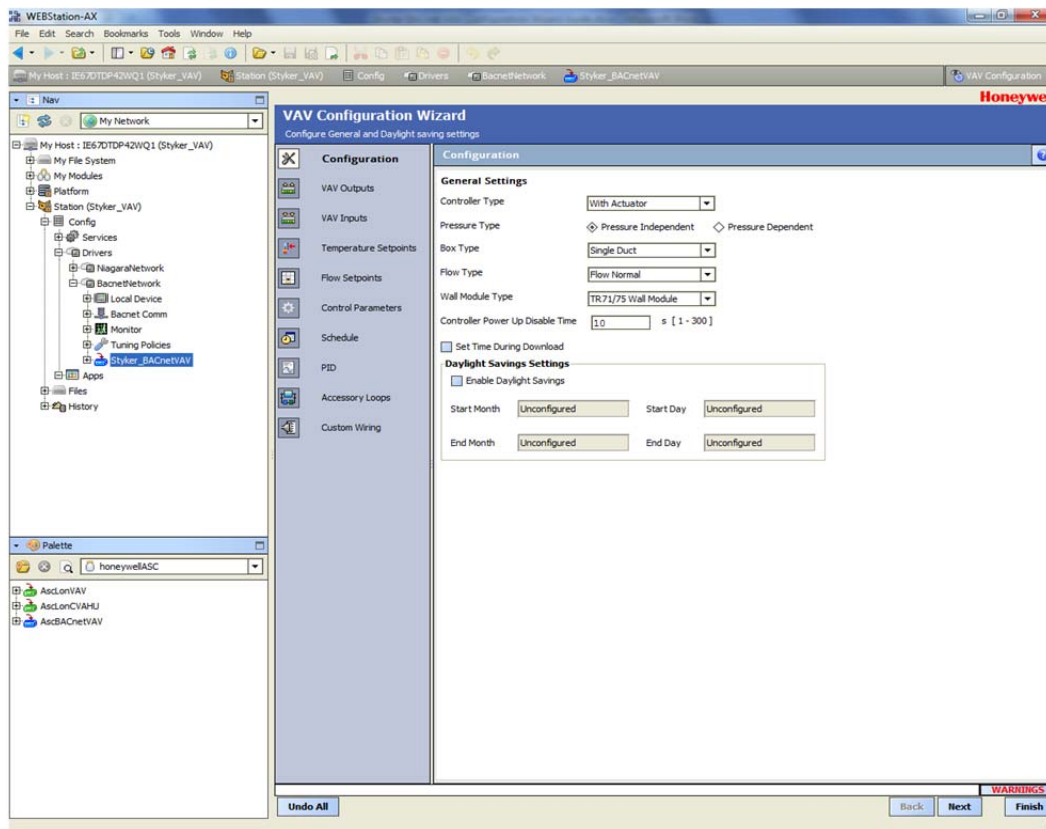 WEBStation-AX
File Edit Search Bookmarks Tools Window Help
My Host : IE67DTDP42WQ1 (Styker_VAV) Station (Styker_VAV) Config Drivers BacnetNetwork Styker_BACnetVAV VAV Configuration
Honeywe
Nav
My Network
My Host : IE67DTDP42WQ1 (Styker_VAV)
My File System
My Modules
Platform
Station (Styker_VAV)
Config
Services
Drivers
NiagaraNetwork
BacnetNetwork
Local Device
Bacnet Comm
Monitor
Tuning Policies
Styker_BACnetVAV
Apps
Files
History
Palette
honeywellASC
AscLonVAV
AscLonCVAHU
AscBACnetVAV
VAV Configuration Wizard
Configure General and Daylight saving settings
Configuration
VAV Outputs
VAV Inputs
Temperature Setpoints
Flow Setpoints
Control Parameters
Schedule
PID
Accessory Loops
Custom Wiring
Configuration
General Settings
Controller Type With Actuator
Pressure Type Pressure Independent Pressure Dependent
Box Type Single Duct
Flow Type Flow Normal
Wall Module Type TR71/75 Wall Module
Controller Power Up Disable Time 10 s [ 1 - 300 ]
Set Time During Download
Daylight Savings Settings
Enable Daylight Savings
Start Month Unconfigured Start Day Unconfigured
End Month Unconfigured End Day Unconfigured
WARNINGS
Undo All Back Next Finish